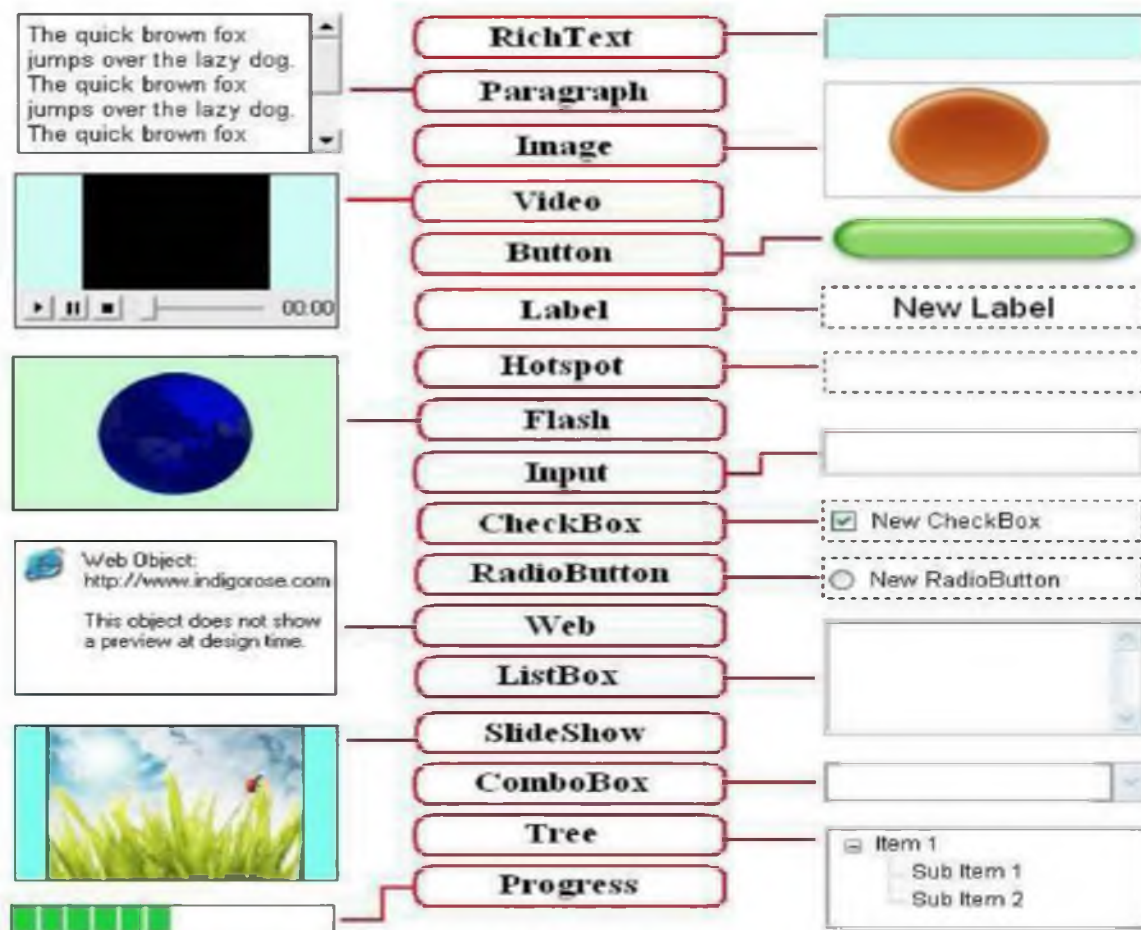 The quick brown fox
jumps over the lazy dog.
The quick brown fox
jumps over the lazy dog.
The quick brown fox
00:00
Web Object:
http://www.indigorose.com
This object does not show
a preview at design time.
RichText
Paragraph
Image
Video
Button
Label
Hotspot
Flash
Input
CheckBox
RadioButton
Web
ListBox
SlideShow
ComboBox
Tree
Progress
New Label
New CheckBox
New RadioButton
Item 1
Sub Item 1
Sub Item 2